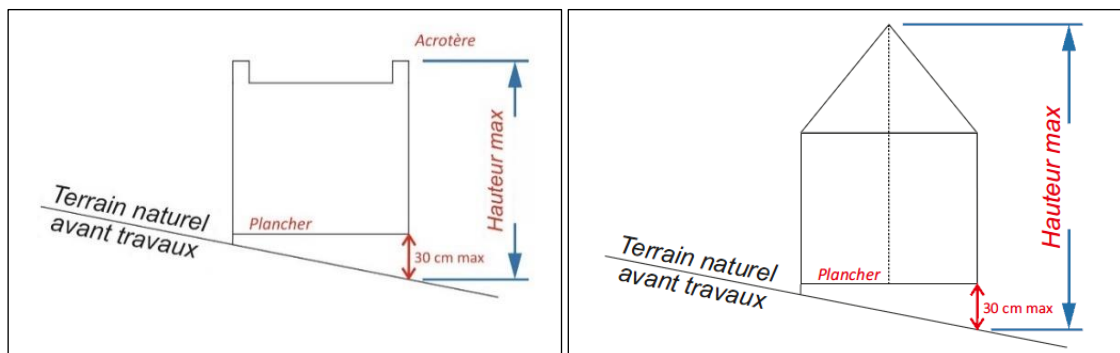 Acrotère
Hauteur max
Terrain naturel
avant travaux
Plancher
30 cm max
Hauteur max
Terrain naturel
avant travaux
Plancher
30 cm max